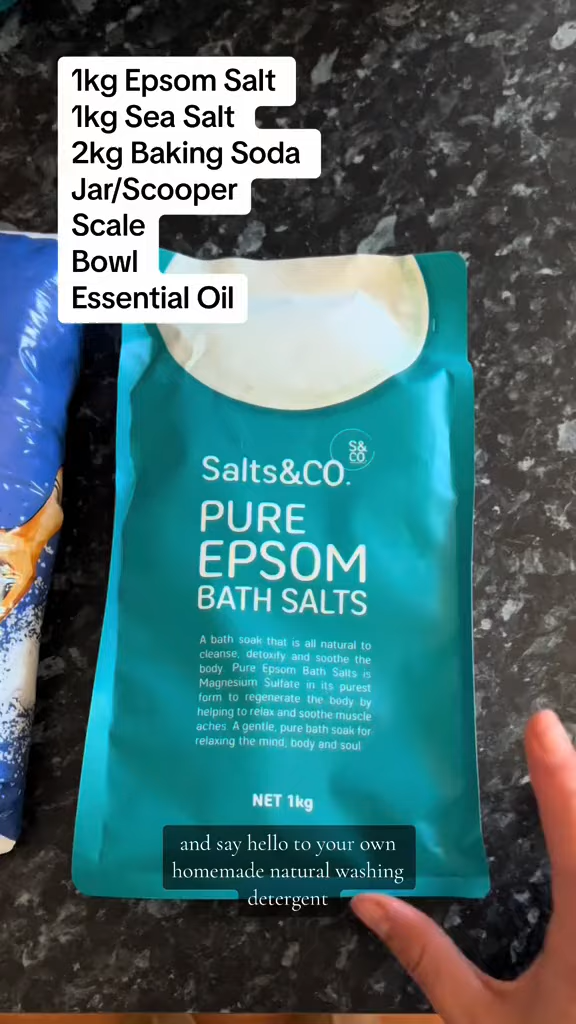 1kg Epsom Salt
1kg Sea Salt
2kg Baking Soda
Jar/Scooper
Scale
Bowl
Essential Oil
S&
CO.
Salts&CO.
PURE
EPSOM
BATH SALTS
A bath soak that is all natural to
cleanse, detoxify and soothe the
body. Pure Epsom Bath Salts is
Magnesium Sulfate in its purest
form to regenerate the body by
helping to relax and soothe muscle
aches. A gentle, pure bath soak for
relaxing the mind, body and soul
NET 1kg
and say hello to your own
homemade natural washing
detergent